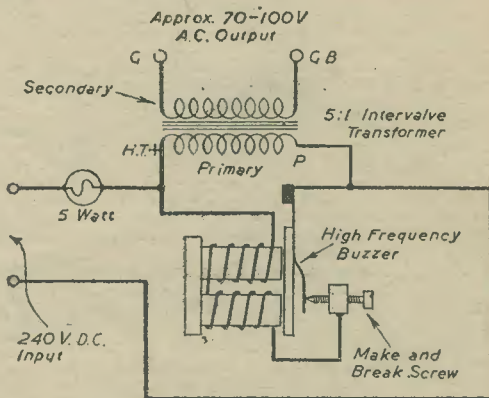 Approx. 70-100V
A.C. Output
G
G B
Secondary
5:1 Intervalve
Transformer
H.T.+
P
Primary
5 Watt
High Frequency
Buzzer
240 V. D.C.
Input
Make and
Break Screw